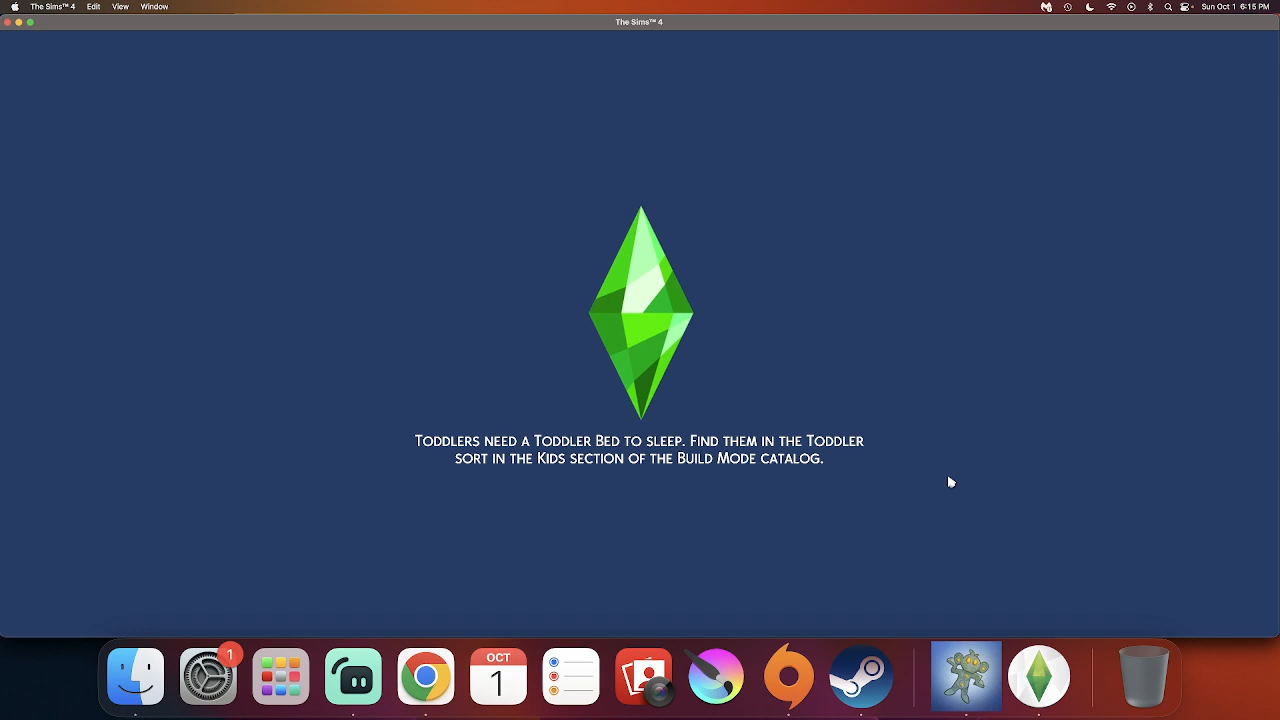 The Sims™ 4 Edit View Window Sun Oct 1 6:15 PM
The Sims™ 4
Toddlers need a Toddler Bed to sleep. Find them in the Toddler
sort in the Kids section of the Build Mode catalog.
1
OCT
1